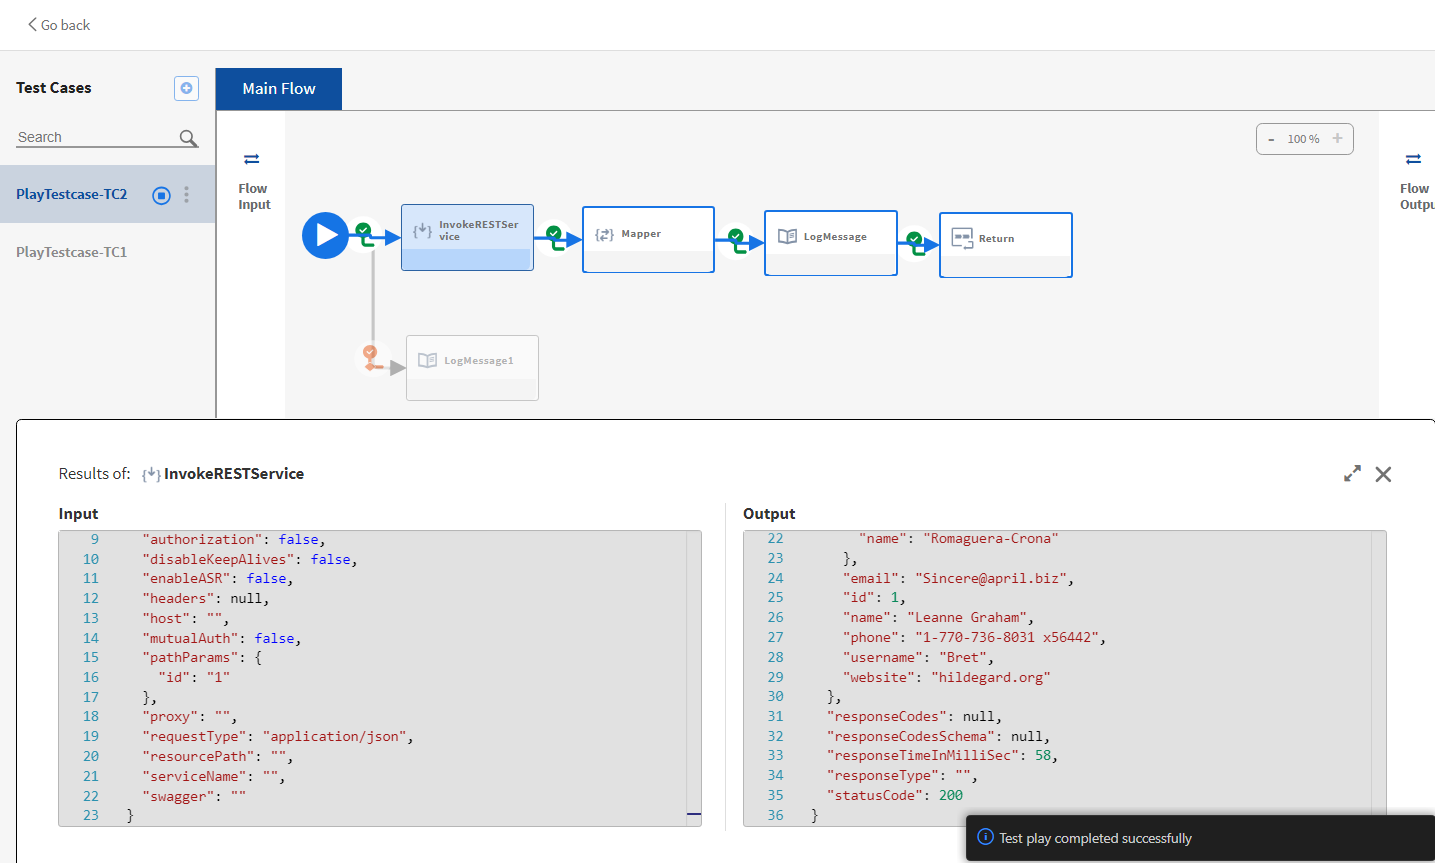 Go back
Test Cases
Search
PlayTestcase-TC2
PlayTestcase-TC1
Main Flow
Flow
Input
- 100 % +
Flow
Outpu
InvokeRESTSer
vice
Mapper
LogMessage
Return
LogMessage1
Results of: InvokeRESTService
Input
9 "authorization": false,
10 "disableKeepAlives": false,
11 "enableASR": false,
12 "headers": null,
13 "host": "",
14 "mutualAuth": false,
15 "pathParams": {
16 "id": "1"
17 },
18 "proxy": "",
19 "requestType": "application/json",
20 "resourcePath": "",
21 "serviceName": "",
22 "swagger": ""
23 }
Output
22 "name": "Romaguera-Crona"
23 },
24 "email": "Sincere@april.biz",
25 "id": 1,
26 "name": "Leanne Graham",
27 "phone": "1-770-736-8031 x56442",
28 "username": "Bret",
29 "website": "hildegard.org"
30 },
31 "responseCodes": null,
32 "responseCodesSchema": null,
33 "responseTimeInMilliSec": 58,
34 "responseType": "",
35 "statusCode": 200
36 }
Test play completed successfully